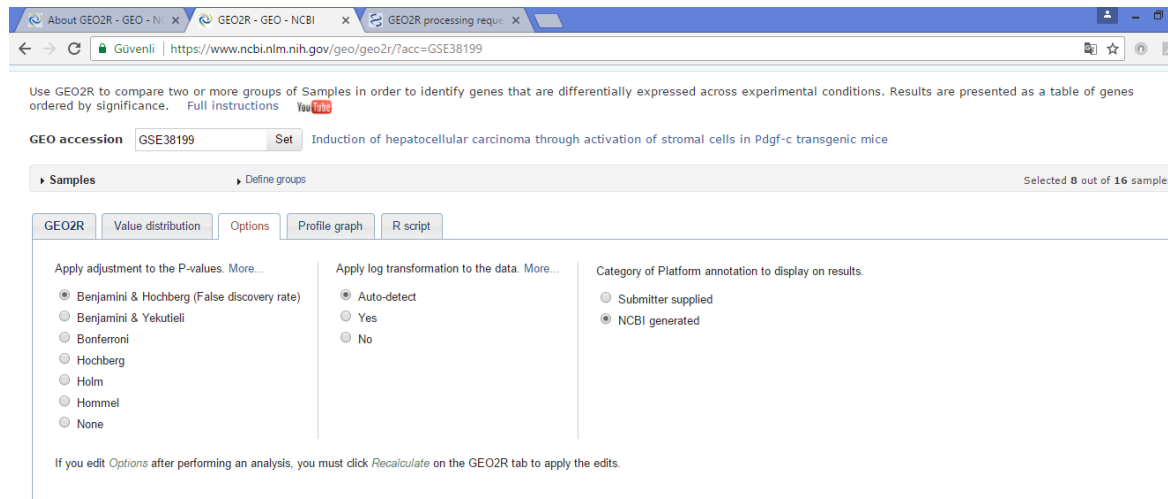 About GEO2R - GEO - N
GEO2R - GEO - NCBI
GEO2R processing reque
Güvenli | https://www.ncbi.nlm.nih.gov/geo/geo2r/?acc=GSE38199
Use GEO2R to compare two or more groups of Samples in order to identify genes that are differentially expressed across experimental conditions. Results are presented as a table of genes
ordered by significance. Full instructions YouTube
GEO accession GSE38199 Set Induction of hepatocellular carcinoma through activation of stromal cells in Pdgf-c transgenic mice
Samples Define groups Selected 8 out of 16 sample
GEO2R Value distribution Options Profile graph R script
Apply adjustment to the P-values. More... Apply log transformation to the data. More... Category of Platform annotation to display on results.
Benjamini & Hochberg (False discovery rate) Auto-detect Submitter supplied
Benjamini & Yekutieli Yes NCBI generated
Bonferroni No
Hochberg
Holm
Hommel
None
If you edit Options after performing an analysis, you must click Recalculate on the GEO2R tab to apply the edits.